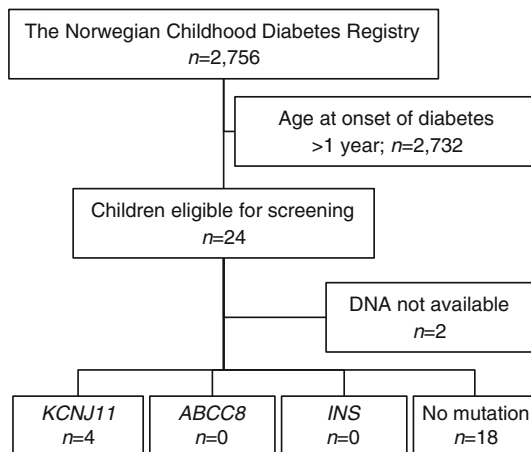 The Norwegian Childhood Diabetes Registry
n=2,756
Age at onset of diabetes
>1 year; n=2,732
Children eligible for screening
n=24
DNA not available
n=2
KCNJ11
n=4
ABCC8
n=0
INS
n=0
No mutation
n=18